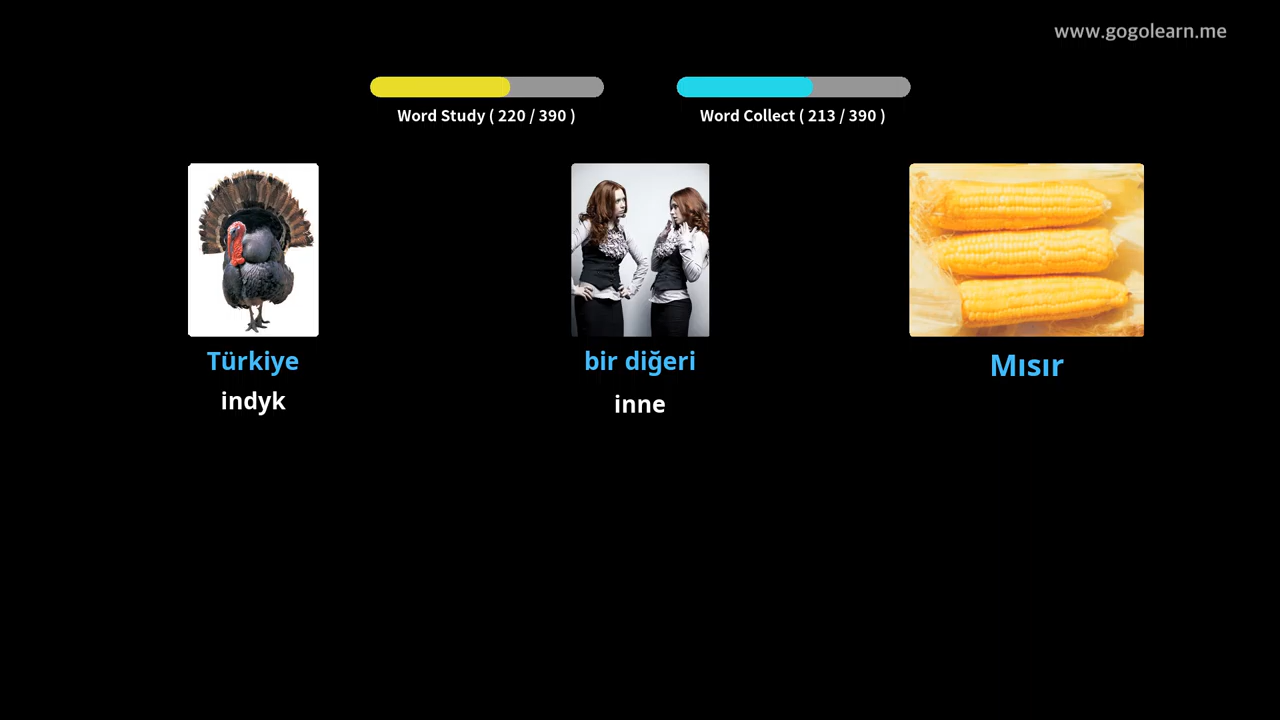 www.gogolearn.me
Word Study ( 220 / 390 )
Word Collect ( 213 / 390 )
Türkiye
indyk
bir diğeri
inne
Mısır